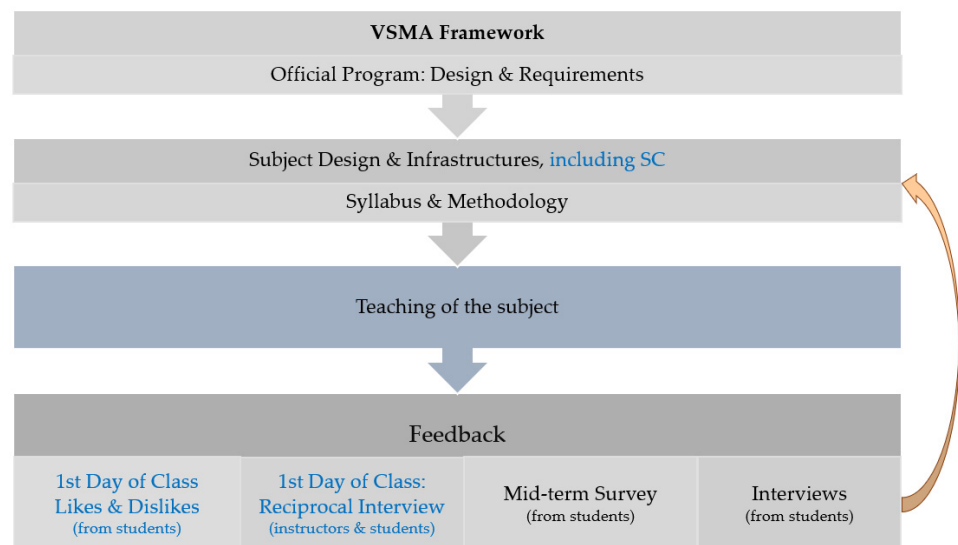 VSMA Framework
Official Program: Design & Requirements
Subject Design & Infrastructures, including SC
Syllabus & Methodology
Teaching of the subject
Feedback
1st Day of Class
Likes & Dislikes
(from students)
1st Day of Class:
Reciprocal Interview
(instructors & students)
Mid-term Survey
(from students)
Interviews
(from students)